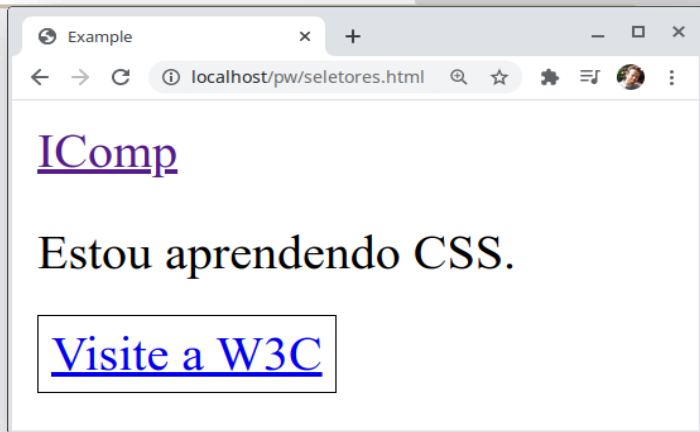 Example
localhost/pw/seletores.html
IComp
Estou aprendendo CSS.
Visite a W3C